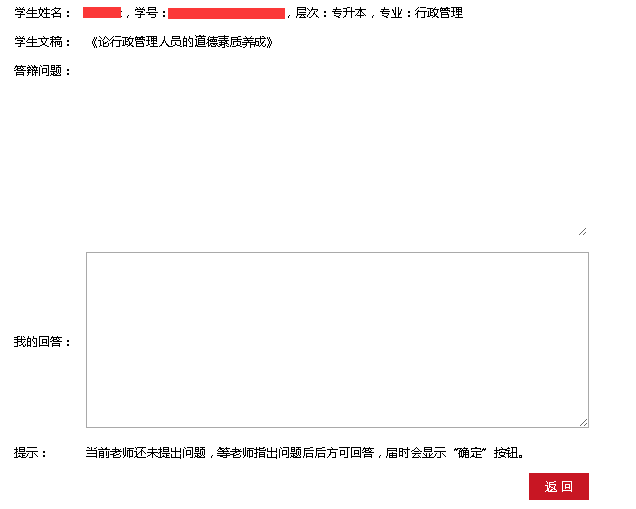 学生姓名： ，学号： ，层次：专升本，专业：行政管理
学生文稿： 《论行政管理人员的道德素质养成》
答辩问题：
我的回答：
提示： 当前老师还未提出问题，等老师指出问题后后方可回答，届时会显示“确定”按钮。
返 回